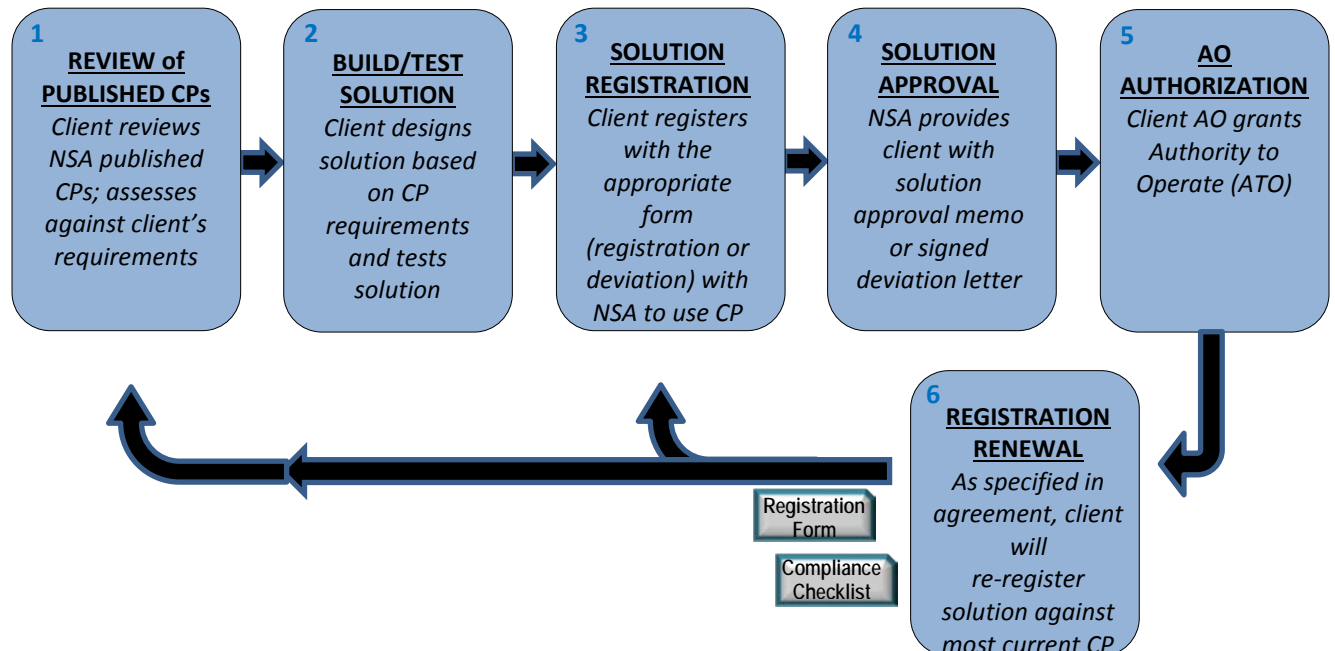 1
REVIEW of
PUBLISHED CPs
Client reviews
NSA published
CPs; assesses
against client’s
requirements
2
BUILD/TEST
SOLUTION
Client designs
solution based
on CP
requirements
and tests
solution
3
SOLUTION
REGISTRATION
Client registers
with the
appropriate
form
(registration or
deviation) with
NSA to use CP
4
SOLUTION
APPROVAL
NSA provides
client with
solution
approval memo
or signed
deviation letter
5
AO
AUTHORIZATION
Client AO grants
Authority to
Operate (ATO)
6
REGISTRATION
RENEWAL
As specified in
agreement, client
will
re-register
solution against
most current CP
Registration
Form
Compliance
Checklist